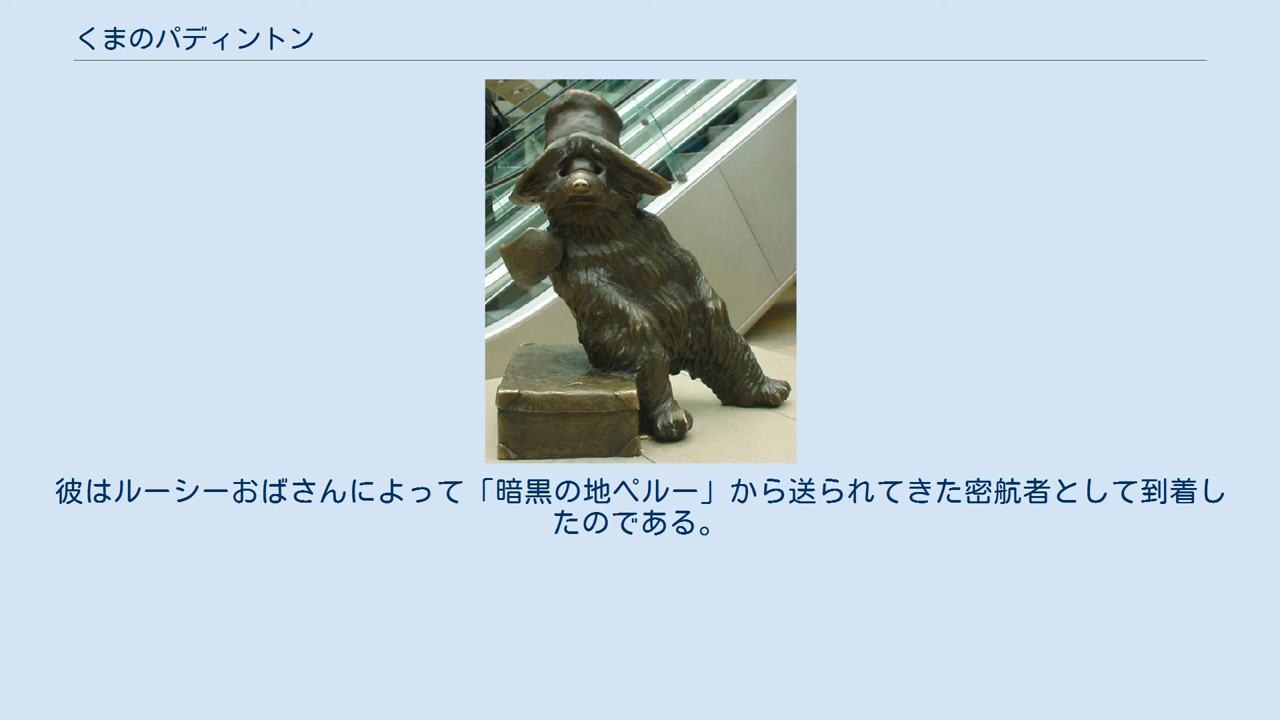 くまのパディントン
彼はルーシーおばさんによって「暗黒の地ペルー」から送られてきた密航者として到着し
たのである。